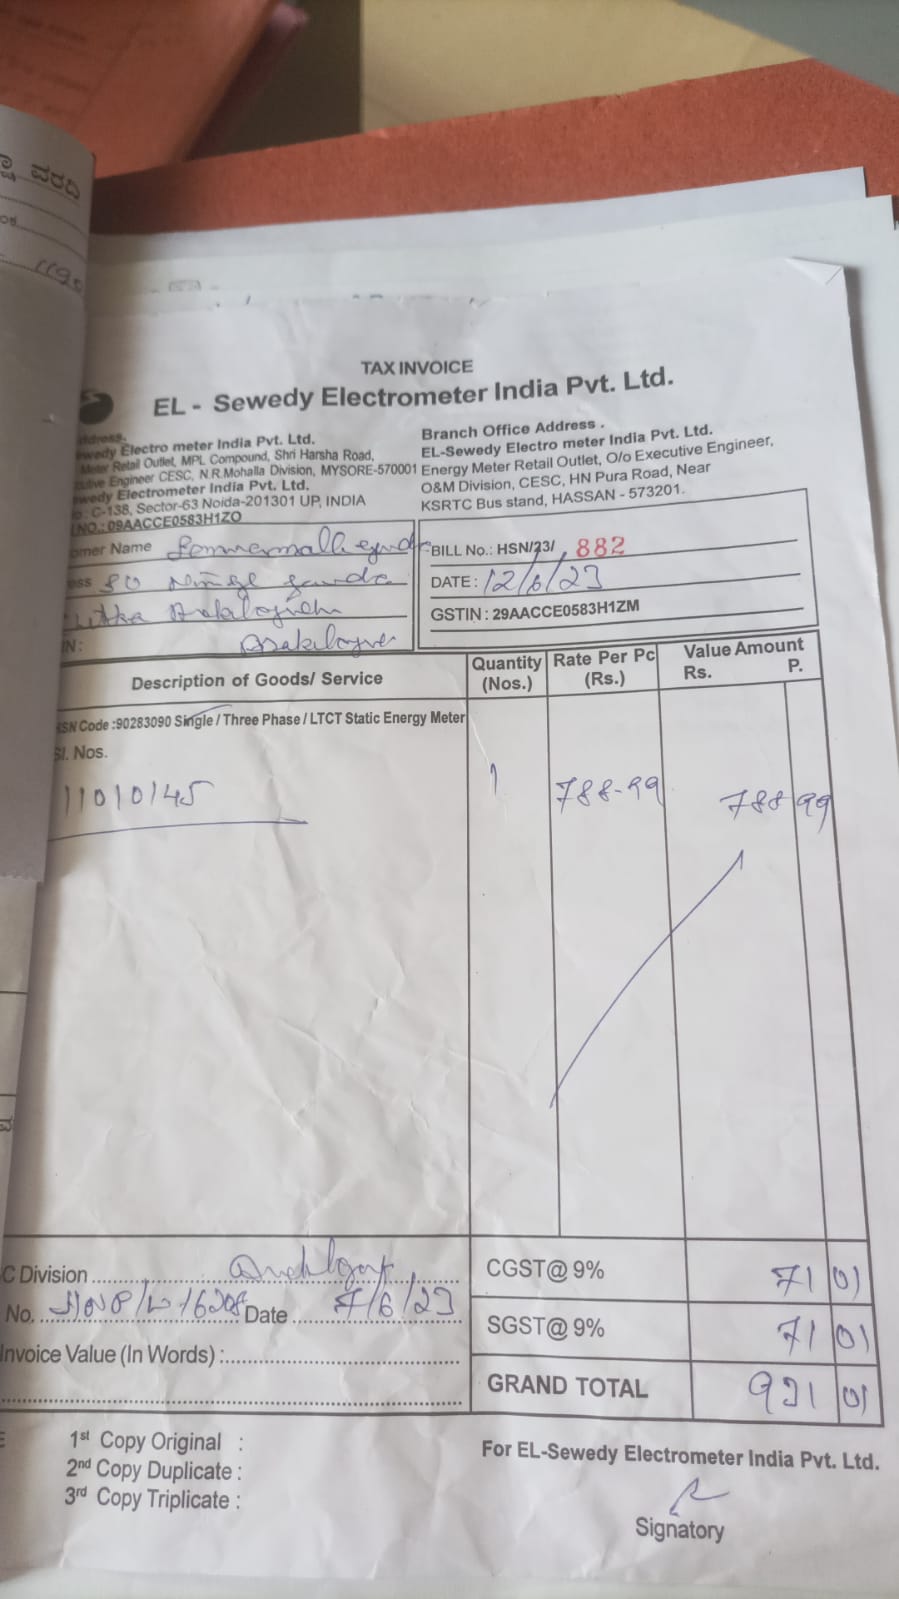 ವರದಿ
1190
TAX INVOICE
EL - Sewedy Electrometer India Pvt. Ltd.
Electro meter India Pvt. Ltd.
Meter Retail Outlet, MPL Compound, Shri Harsha Road,
Engineer CESC, N.R.Mohalla Division, MYSORE-570001
Electrometer India Pvt. Ltd.
C-138, Sector-63 Noida-201301 UP, INDIA
NO.: 09AACCE0583H1ZO
Branch Office Address .
EL-Sewedy Electro meter India Pvt. Ltd.
Energy Meter Retail Outlet, O/o Executive Engineer,
O&M Division, CESC, HN Pura Road, Near
KSRTC Bus stand, HASSAN - 573201.
Name
BILL No.: HSN/23/ 882
DATE : 12/6/23
GSTIN : 29AACCE0583H1ZM
Description of Goods/ Service
Quantity (Nos.)
Rate Per Pc (Rs.)
Value Amount
Rs. P.
HSN Code :90283090 Single / Three Phase / LTCT Static Energy Meter
Sl. Nos.
11010145 1 788-99 788 99
C Division
No. Date 7/6/23
Invoice Value (In Words) :
CGST@ 9% 71 01
SGST@ 9% 71 01
GRAND TOTAL 931 01
1st Copy Original :
2nd Copy Duplicate :
3rd Copy Triplicate :
For EL-Sewedy Electrometer India Pvt. Ltd.
Signatory